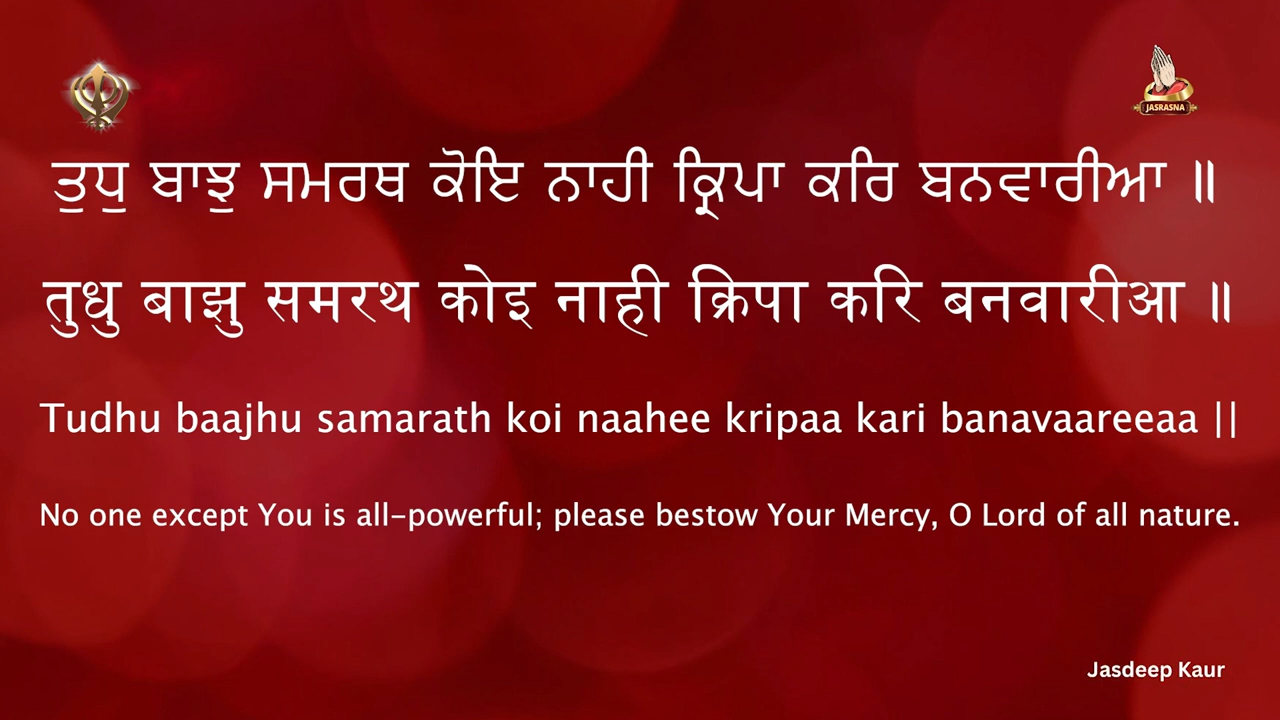 JASRASNA
ਤੁਧੁ ਬਾਝੁ ਸਮਰਥ ਕੋਇ ਨਾਹੀ ਕ੍ਰਿਪਾ ਕਰਿ ਬਨਵਾਰੀਆ ॥
तुधु बाझु समरथ कोइ नाही क्रिपा करि बनवारीआ ॥
Tudhu baajhu samarath koi naahee kripaa kari banavaareeaa ||
No one except You is all-powerful; please bestow Your Mercy, O Lord of all nature.
Jasdeep Kaur